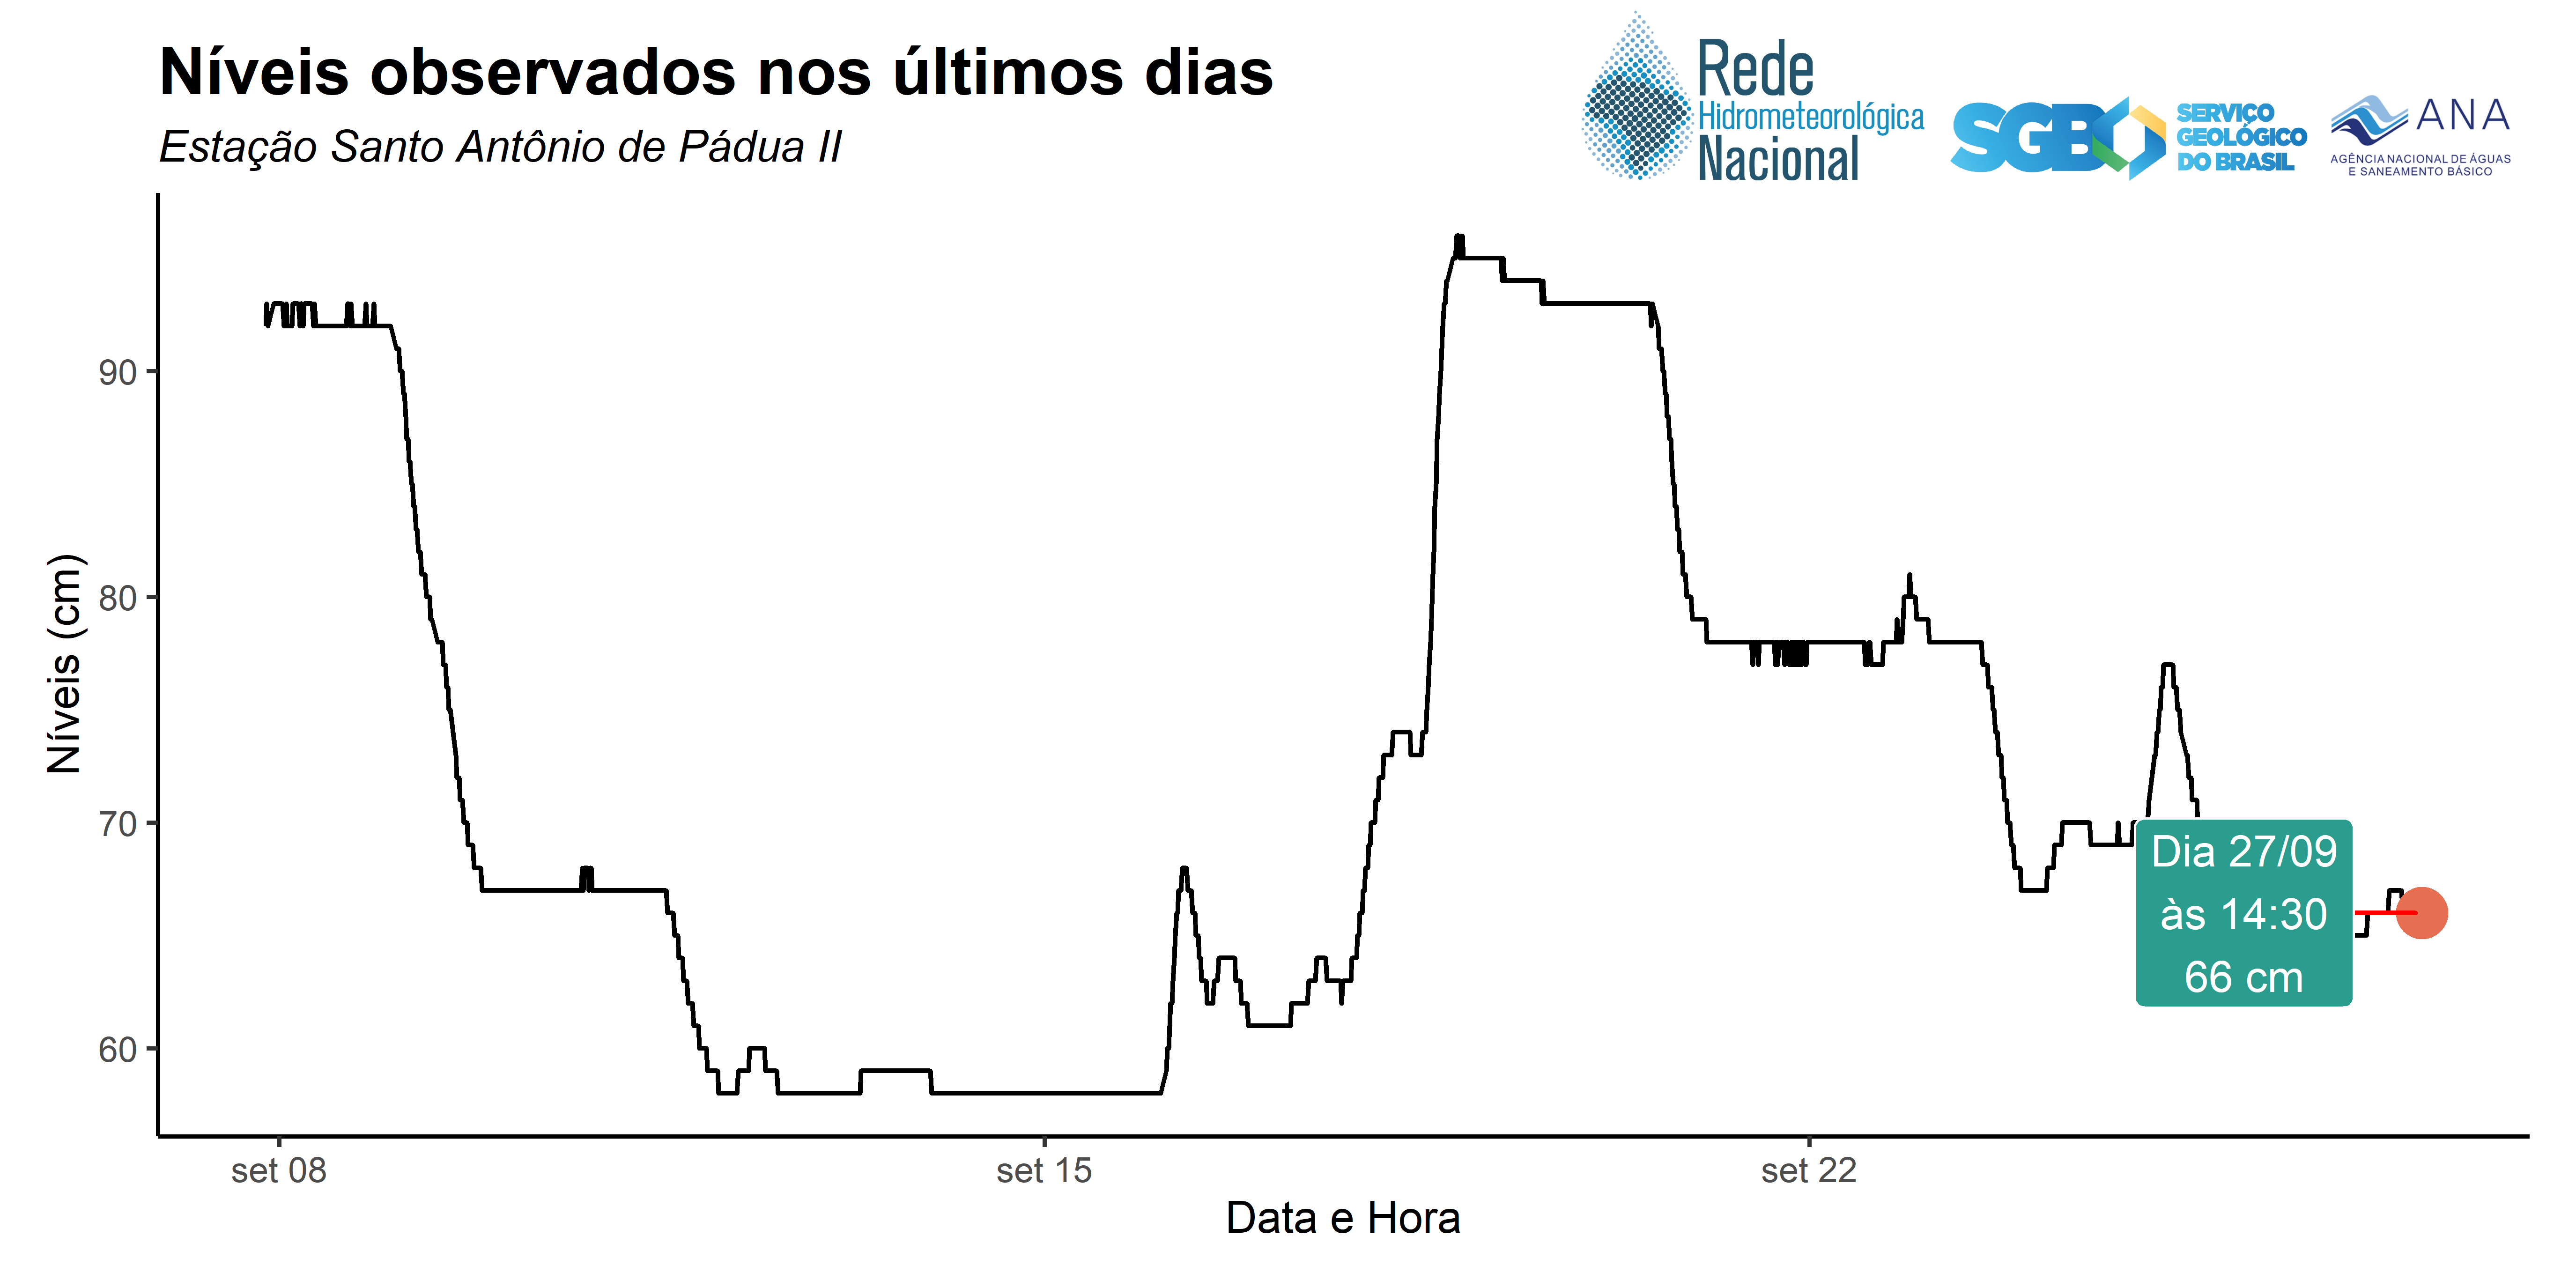 Níveis observados nos últimos dias
Estação Santo Antônio de Pádua II
Rede
Hidrometeorológica
Nacional
SGB
SERVIÇO
GEOLÓGICO
DO BRASIL
ANA
AGÊNCIA NACIONAL DE ÁGUAS
E SANEAMENTO BÁSICO
Níveis (cm)
90
80
70
60
Dia 27/09
às 14:30
66 cm
set 08
set 15
set 22
Data e Hora